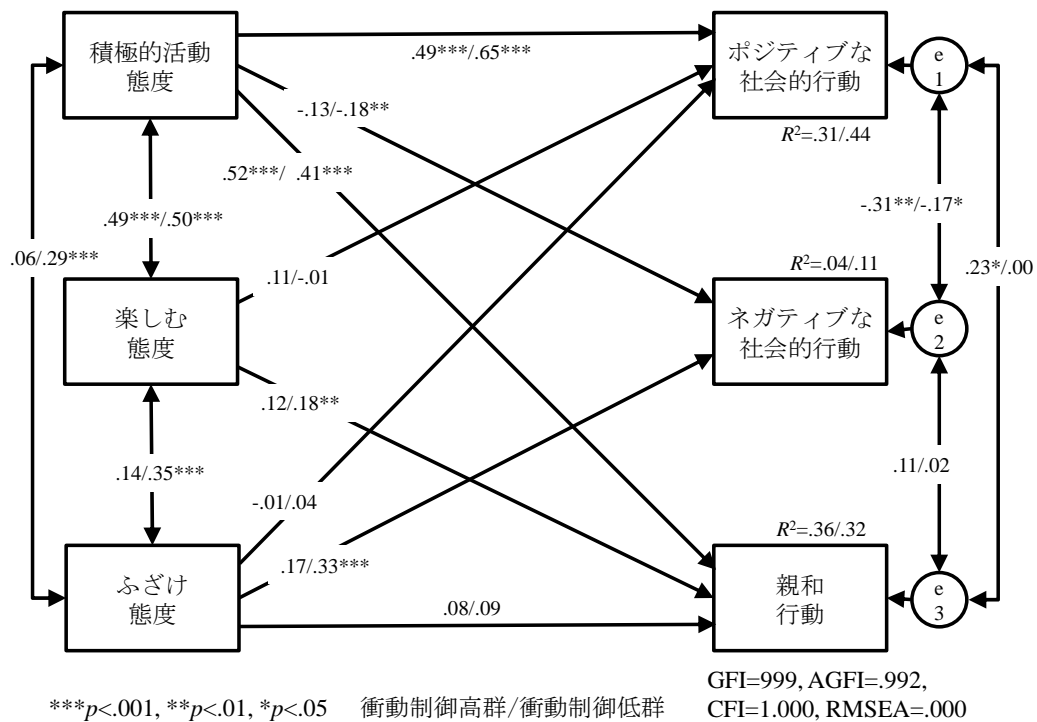 積極的活動
態度
ポジティブな
社会的行動
e
1
.49***/.65***
-.13/-.18**
R²=.31/.44
.52***/ .41***
.49***/.50***
-.31**/-.17*
.06/.29***
.23*/.00
R²=.04/.11
.11/-.01
楽しむ
態度
ネガティブな
社会的行動
e
2
.12/.18**
.14/.35***
.11/.02
-.01/.04
R²=.36/.32
.17/.33***
ふざけ
態度
.08/.09
親和
行動
e
3
***p<.001, **p<.01, *p<.05 衝動制御高群/衝動制御低群
GFI=999, AGFI=.992,
CFI=1.000, RMSEA=.000